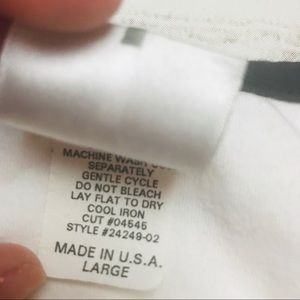 MACHINE WASH
SEPARATELY
GENTLE CYCLE
DO NOT BLEACH
LAY FLAT TO DRY
COOL IRON
CUT #04545
STYLE #24249-02
MADE IN U.S.A.
LARGE